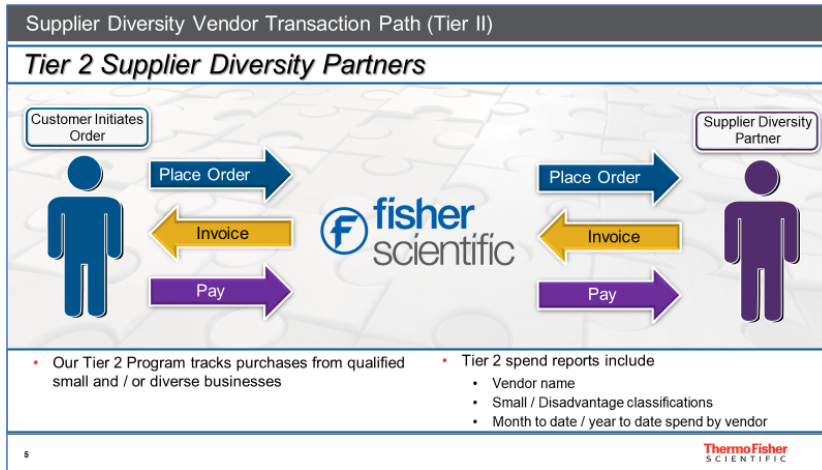 Supplier Diversity Vendor Transaction Path (Tier II)
Tier 2 Supplier Diversity Partners
Customer Initiates
Order
Supplier Diversity
Partner
Place Order
Invoice
Pay
fisher
scientific
Place Order
Invoice
Pay
• Our Tier 2 Program tracks purchases from qualified
small and / or diverse businesses
• Tier 2 spend reports include
• Vendor name
• Small / Disadvantage classifications
• Month to date / year to date spend by vendor
5
ThermoFisher
SCIENTIFIC